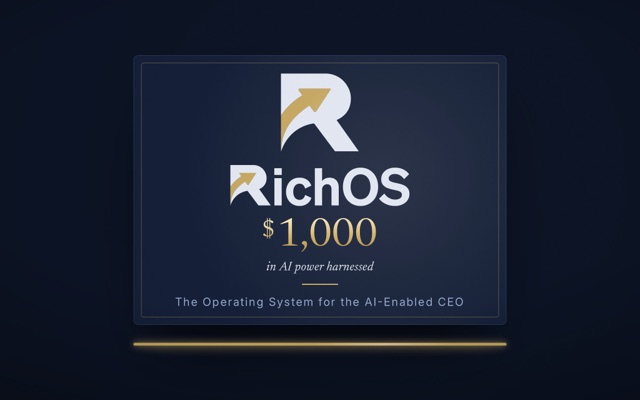 R
RichOS
$1,000
in AI power harnessed
The Operating System for the AI-Enabled CEO